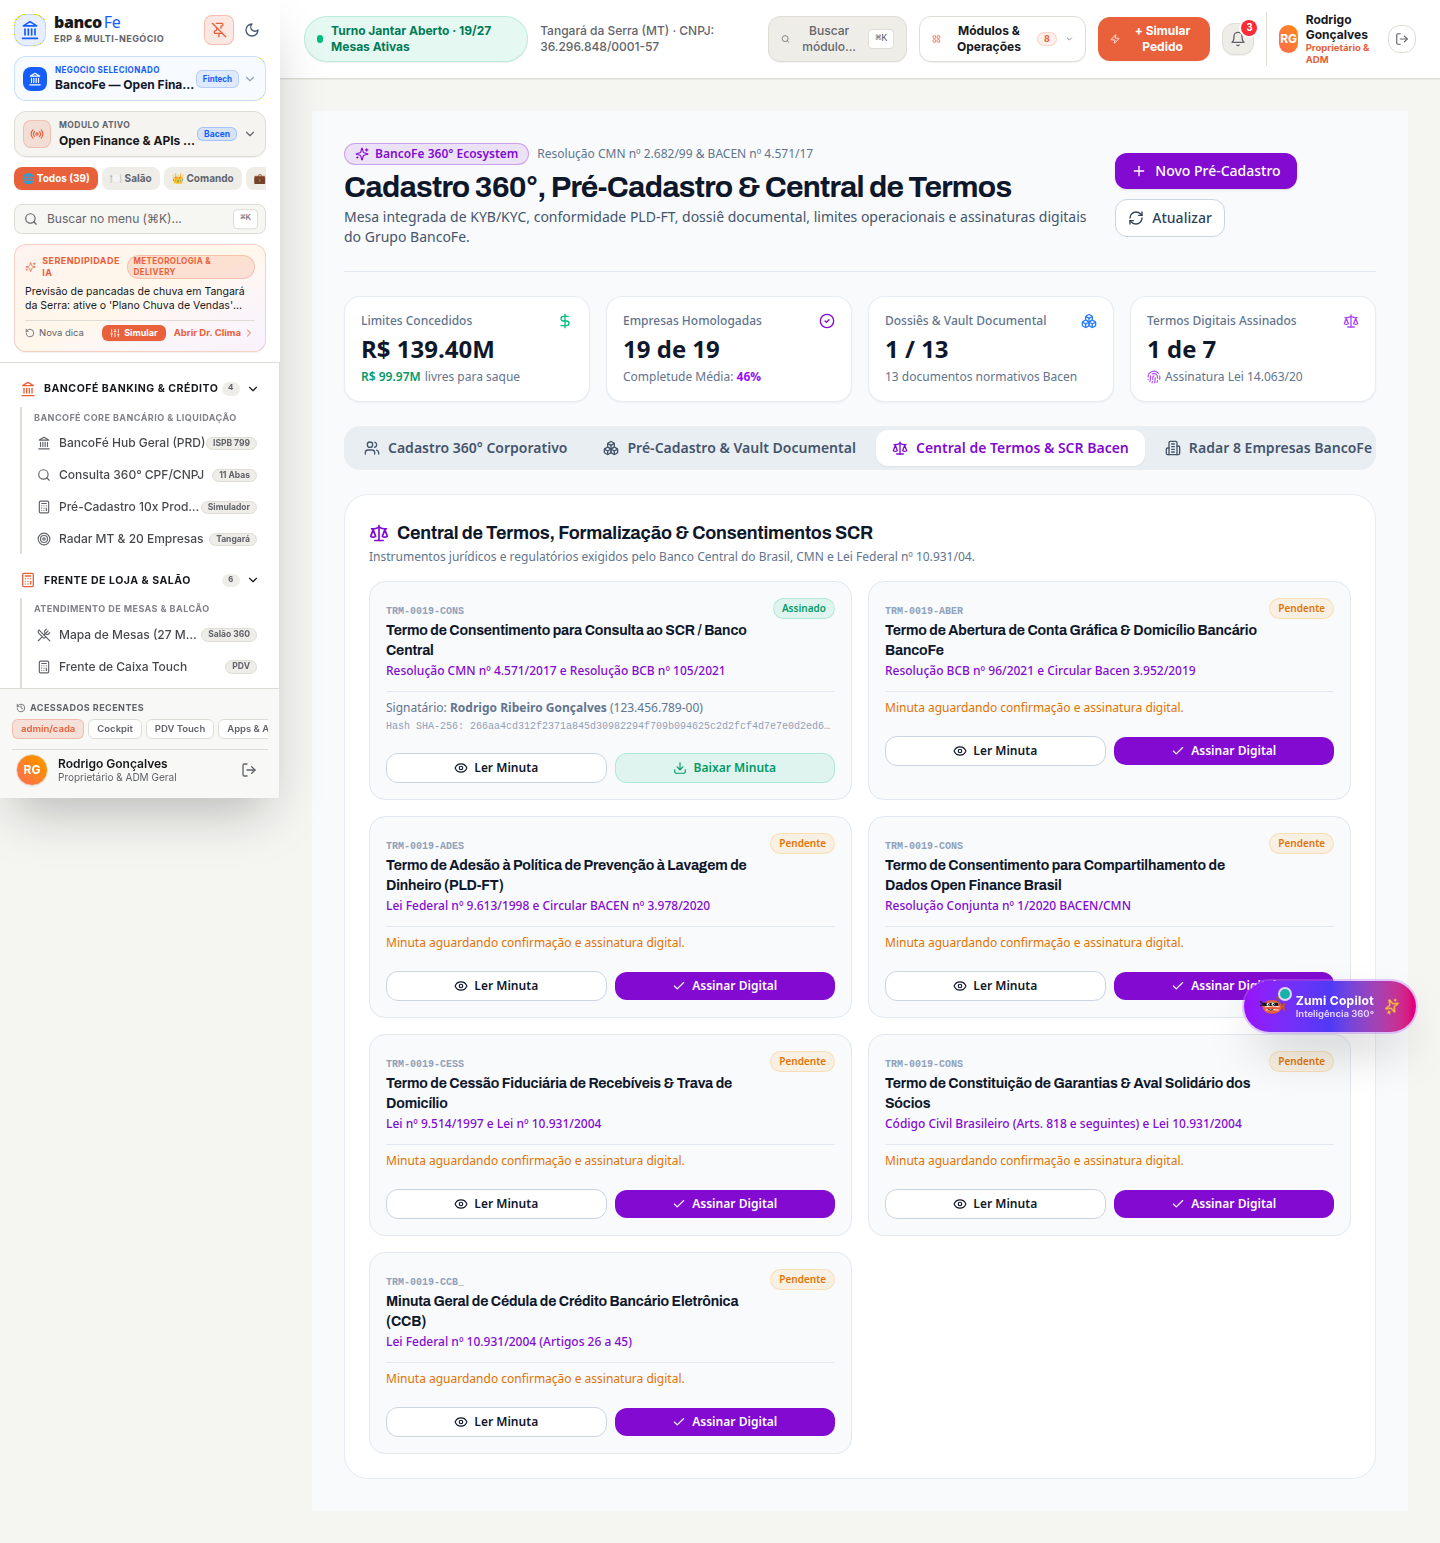 banco Fe
ERP & MULTI-NEGÓCIO
NEGÓCIO SELECIONADO
BancoFe — Open Fina...
Fintech
MÓDULO ATIVO
Open Finance & APIs ...
Bacen
Todos (39)
Salão
Comando
Buscar no menu (⌘K)...
⌘K
SERENDIPIDADE IA
METEOROLOGIA & DELIVERY
Previsão de pancadas de chuva em Tangará
da Serra: ative o 'Plano Chuva de Vendas'...
Nova dica
Simular
Abrir Dr. Clima
BANCOFÉ BANKING & CRÉDITO
4
BANCOFÉ CORE BANCÁRIO & LIQUIDAÇÃO
BancoFé Hub Geral (PRD)
ISPB 799
Consulta 360° CPF/CNPJ
11 Abas
Pré-Cadastro 10x Prod...
Simulador
Radar MT & 20 Empresas
Tangará
FRENTE DE LOJA & SALÃO
6
ATENDIMENTO DE MESAS & BALCÃO
Mapa de Mesas (27 M...
Salão 360
Frente de Caixa Touch
PDV
ACESSADOS RECENTES
admin/cada
Cockpit
PDV Touch
Apps & A
RG
Rodrigo Gonçalves
Proprietário & ADM Geral
Turno Jantar Aberto · 19/27
Mesas Ativas
Tangará da Serra (MT) · CNPJ:
36.296.848/0001-57
Buscar
módulo...
⌘K
Módulos &
Operações
8
+ Simular
Pedido
3
RG
Rodrigo
Gonçalves
Proprietário &
ADM
BancoFe 360° Ecosystem
Resolução CMN nº 2.682/99 & BACEN nº 4.571/17
Cadastro 360°, Pré-Cadastro & Central de Termos
Mesa integrada de KYB/KYC, conformidade PLD-FT, dossiê documental, limites operacionais e assinaturas digitais
do Grupo BancoFe.
Novo Pré-Cadastro
Atualizar
Limites Concedidos
R$ 139.40M
R$ 99.97M livres para saque
Empresas Homologadas
19 de 19
Completude Média: 46%
Dossiês & Vault Documental
1 / 13
13 documentos normativos Bacen
Termos Digitais Assinados
1 de 7
Assinatura Lei 14.063/20
Cadastro 360° Corporativo
Pré-Cadastro & Vault Documental
Central de Termos & SCR Bacen
Radar 8 Empresas BancoFe
Central de Termos, Formalização & Consentimentos SCR
Instrumentos jurídicos e regulatórios exigidos pelo Banco Central do Brasil, CMN e Lei Federal nº 10.931/04.
TRM-0019-CONS
Assinado
Termo de Consentimento para Consulta ao SCR / Banco
Central
Resolução CMN nº 4.571/2017 e Resolução BCB nº 105/2021
Signatário: Rodrigo Ribeiro Gonçalves (123.456.789-00)
Hash SHA-256: 266aa4cd312f2371a845d30982294f709b094625c2d2fcf4d7e7e0d2ed6...
Ler Minuta
Baixar Minuta
TRM-0019-ABER
Pendente
Termo de Abertura de Conta Gráfica & Domicílio Bancário
BancoFe
Resolução BCB nº 96/2021 e Circular Bacen 3.952/2019
Minuta aguardando confirmação e assinatura digital.
Ler Minuta
Assinar Digital
TRM-0019-ADES
Pendente
Termo de Adesão à Política de Prevenção à Lavagem de
Dinheiro (PLD-FT)
Lei Federal nº 9.613/1998 e Circular BACEN nº 3.978/2020
Minuta aguardando confirmação e assinatura digital.
Ler Minuta
Assinar Digital
TRM-0019-CONS
Pendente
Termo de Consentimento para Compartilhamento de
Dados Open Finance Brasil
Resolução Conjunta nº 1/2020 BACEN/CMN
Minuta aguardando confirmação e assinatura digital.
Ler Minuta
Assinar
Zumi Copilot
Inteligência 360°
TRM-0019-CESS
Pendente
Termo de Cessão Fiduciária de Recebíveis & Trava de
Domicílio
Lei nº 9.514/1997 e Lei nº 10.931/2004
Minuta aguardando confirmação e assinatura digital.
Ler Minuta
Assinar Digital
TRM-0019-CONS
Pendente
Termo de Constituição de Garantias & Aval Solidário dos
Sócios
Código Civil Brasileiro (Arts. 818 e seguintes) e Lei 10.931/2004
Minuta aguardando confirmação e assinatura digital.
Ler Minuta
Assinar Digital
TRM-0019-CCB_
Pendente
Minuta Geral de Cédula de Crédito Bancário Eletrônica
(CCB)
Lei Federal nº 10.931/2004 (Artigos 26 a 45)
Minuta aguardando confirmação e assinatura digital.
Ler Minuta
Assinar Digital